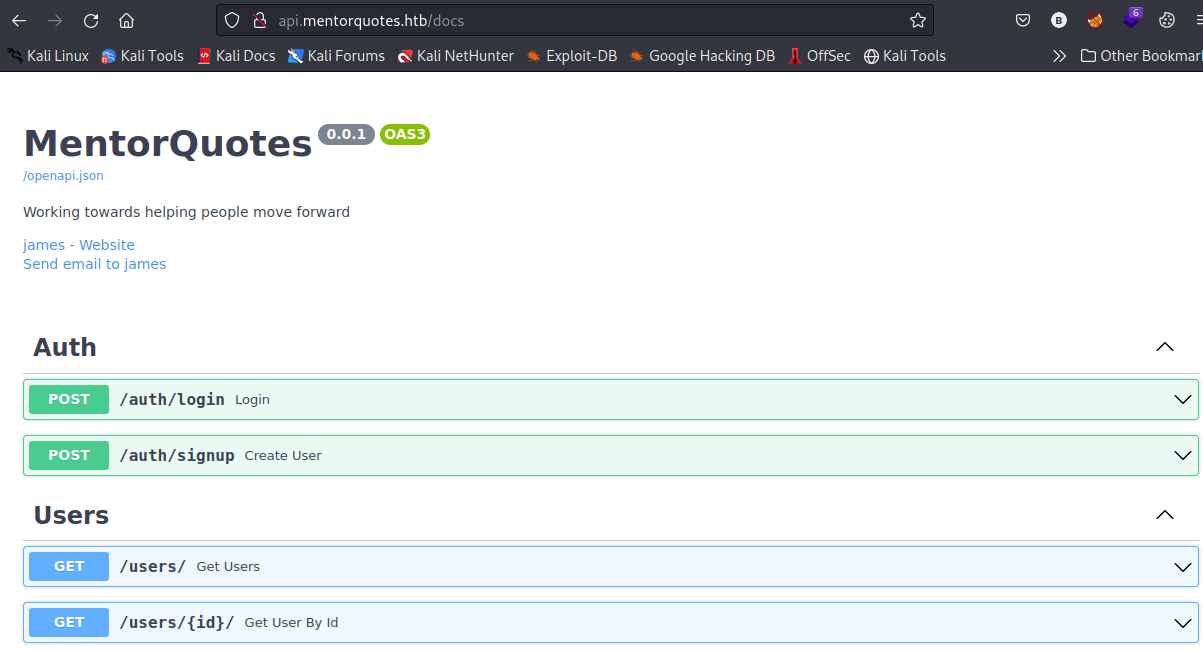 api.mentorquotes.htb/docs
B
6
Kali Linux Kali Tools Kali Docs Kali Forums Kali NetHunter Exploit-DB Google Hacking DB OffSec Kali Tools Other Bookmar
MentorQuotes 0.0.1 OAS3
/openapi.json
Working towards helping people move forward
james - Website
Send email to james
Auth
POST /auth/login Login
POST /auth/signup Create User
Users
GET /users/ Get Users
GET /users/{id}/ Get User By Id